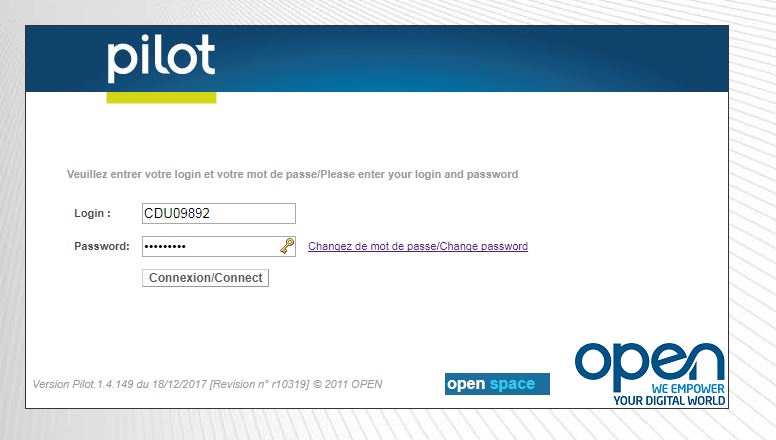 pilot
Veuillez entrer votre login et votre mot de passe/Please enter your login and password
Login : CDU09892
Password: ••••••••• Changez de mot de passe/Change password
Connexion/Connect
open
WE EMPOWER
YOUR DIGITAL WORLD
Version Pilot.1.4.149 du 18/12/2017 [Revision n° r10319] © 2011 OPEN
open space